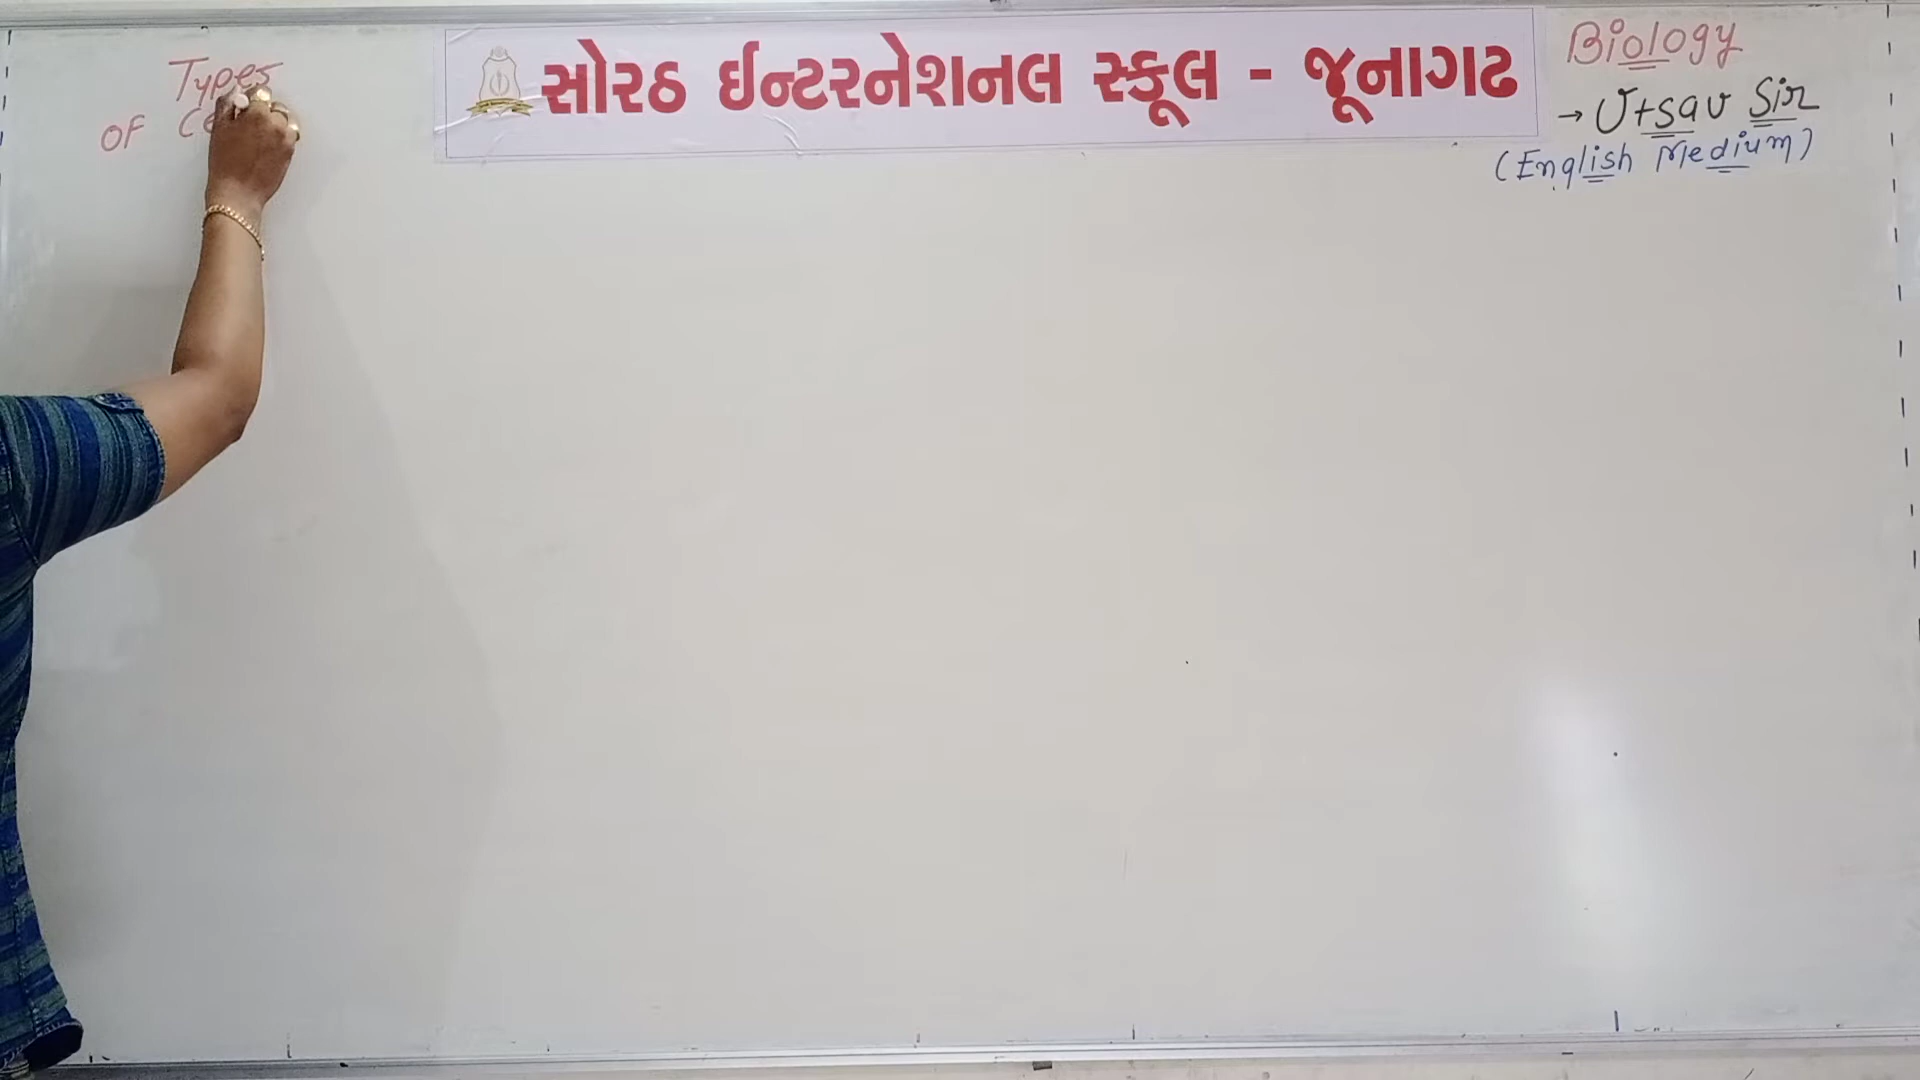 Types
OF
સોરઠ ઈન્ટરનેશનલ સ્કૂલ - જૂનાગઢ
Biology
→ Utsav Sir
(English Medium)